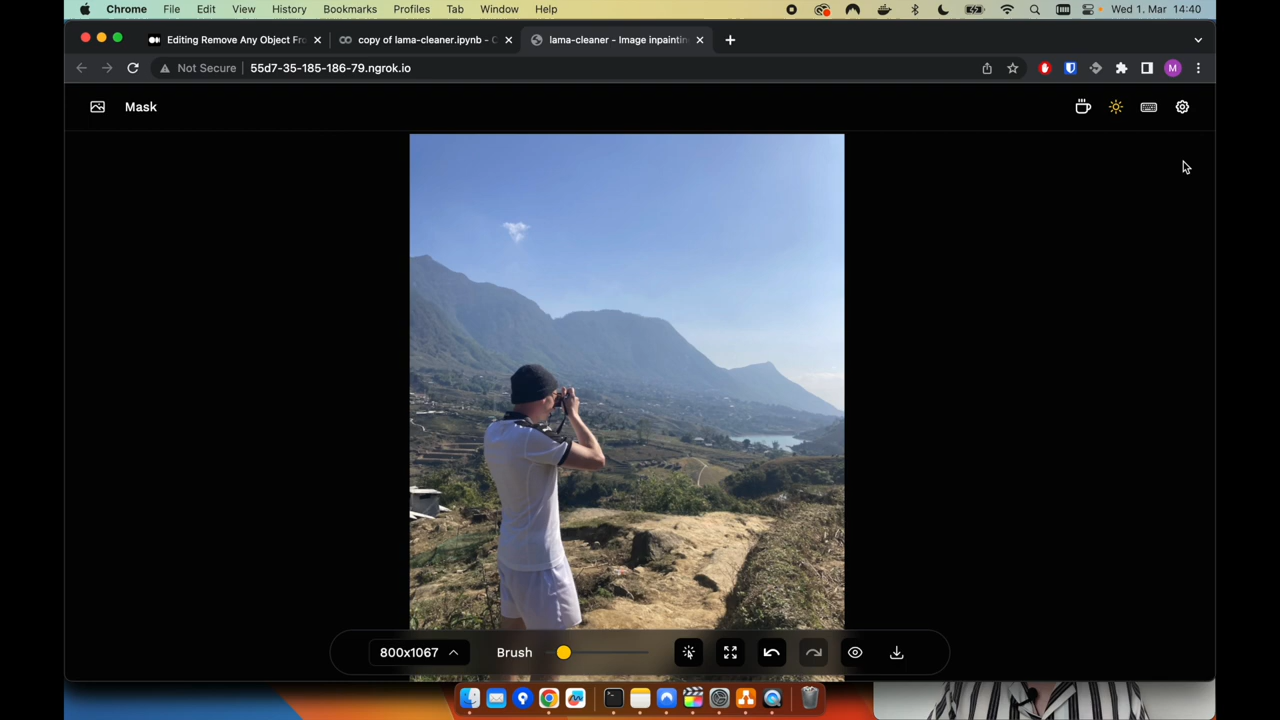 Chrome File Edit View History Bookmarks Profiles Tab Window Help Wed 1. Mar 14:40
Editing Remove Any Object Fro copy of lama-cleaner.ipynb - C lama-cleaner - Image inpaintin
Not Secure 55d7-35-185-186-79.ngrok.io M
Mask
800x1067 Brush